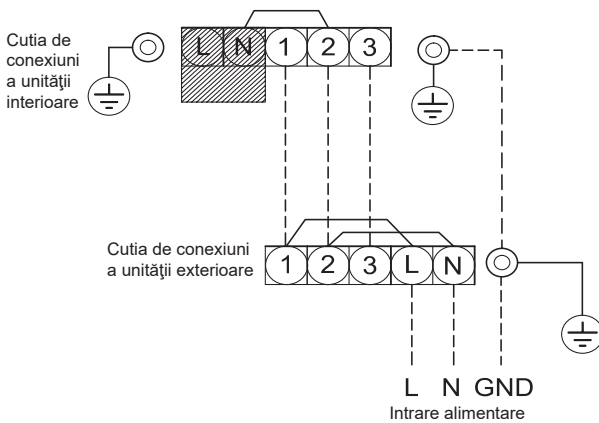 Cutia de
conexiuni
a unităţii
interioare
L N 1 2 3
Cutia de conexiuni
a unităţii exterioare
1 2 3 L N
L N GND
Intrare alimentare